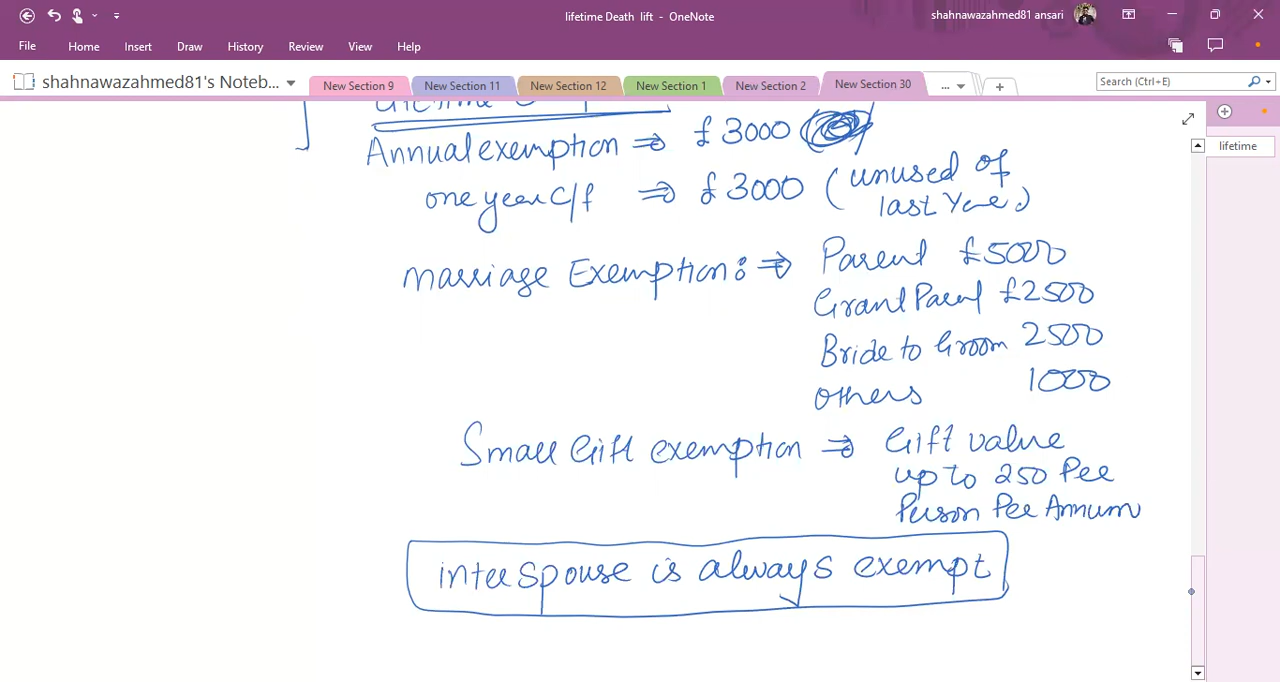 lifetime Death lift - OneNote
shahnawazahmed81 ansari
File Home Insert Draw History Review View Help
shahnawazahmed81's Noteb...
New Section 9 New Section 11 New Section 12 New Section 1 New Section 2 New Section 30 ...
Search (Ctrl+E)
lifetime
Annual exemption ⇒ £3000
one year C/f ⇒ £3000 (unused of
last Year)
Marriage Exemption: ⇒ Parent £5000
Grand Parent £2500
Bride to Groom 2500
others 1000
Small Gift exemption ⇒ Gift value
up to 250 Per
Person Per Annum
inter spouse is always exempt